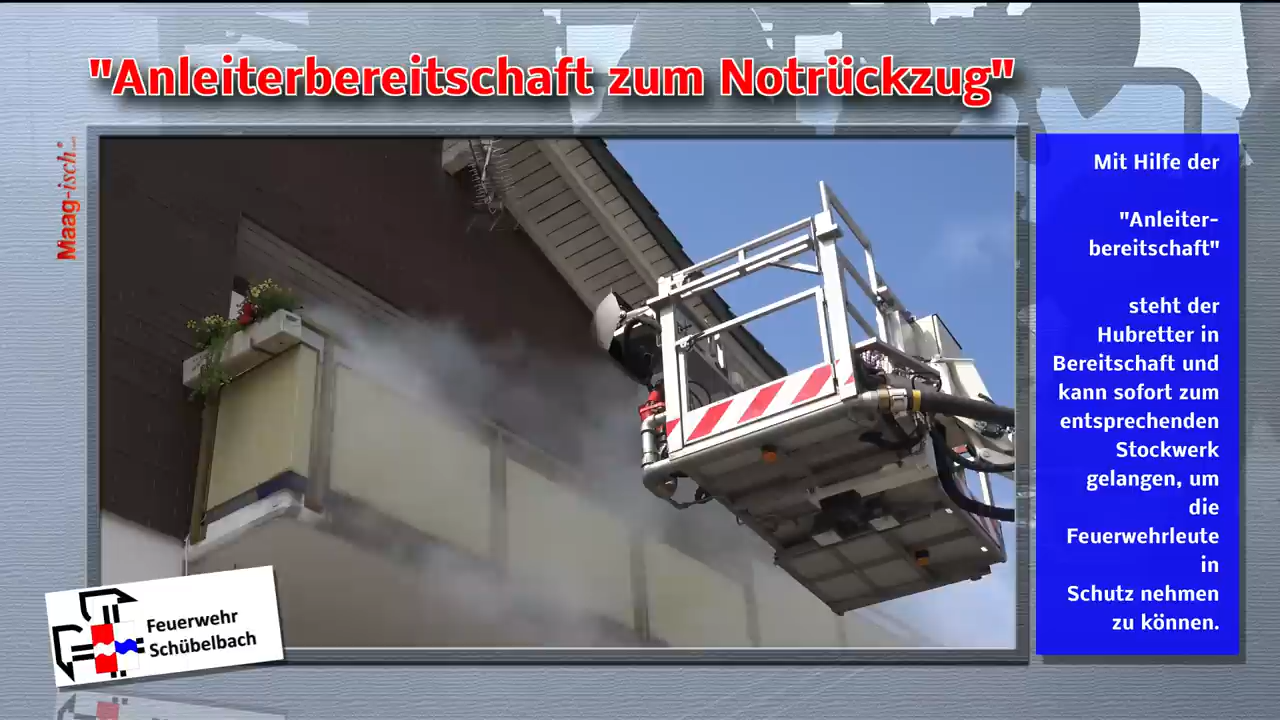 "Anleiterbereitschaft zum Notrückzug"
Maag-isch
Mit Hilfe der
"Anleiter-
bereitschaft"
steht der
Hubretter in
Bereitschaft und
kann sofort zum
entsprechenden
Stockwerk
gelangen, um
die
Feuerwehrleute
in
Schutz nehmen
zu können.
Feuerwehr
Schübelbach